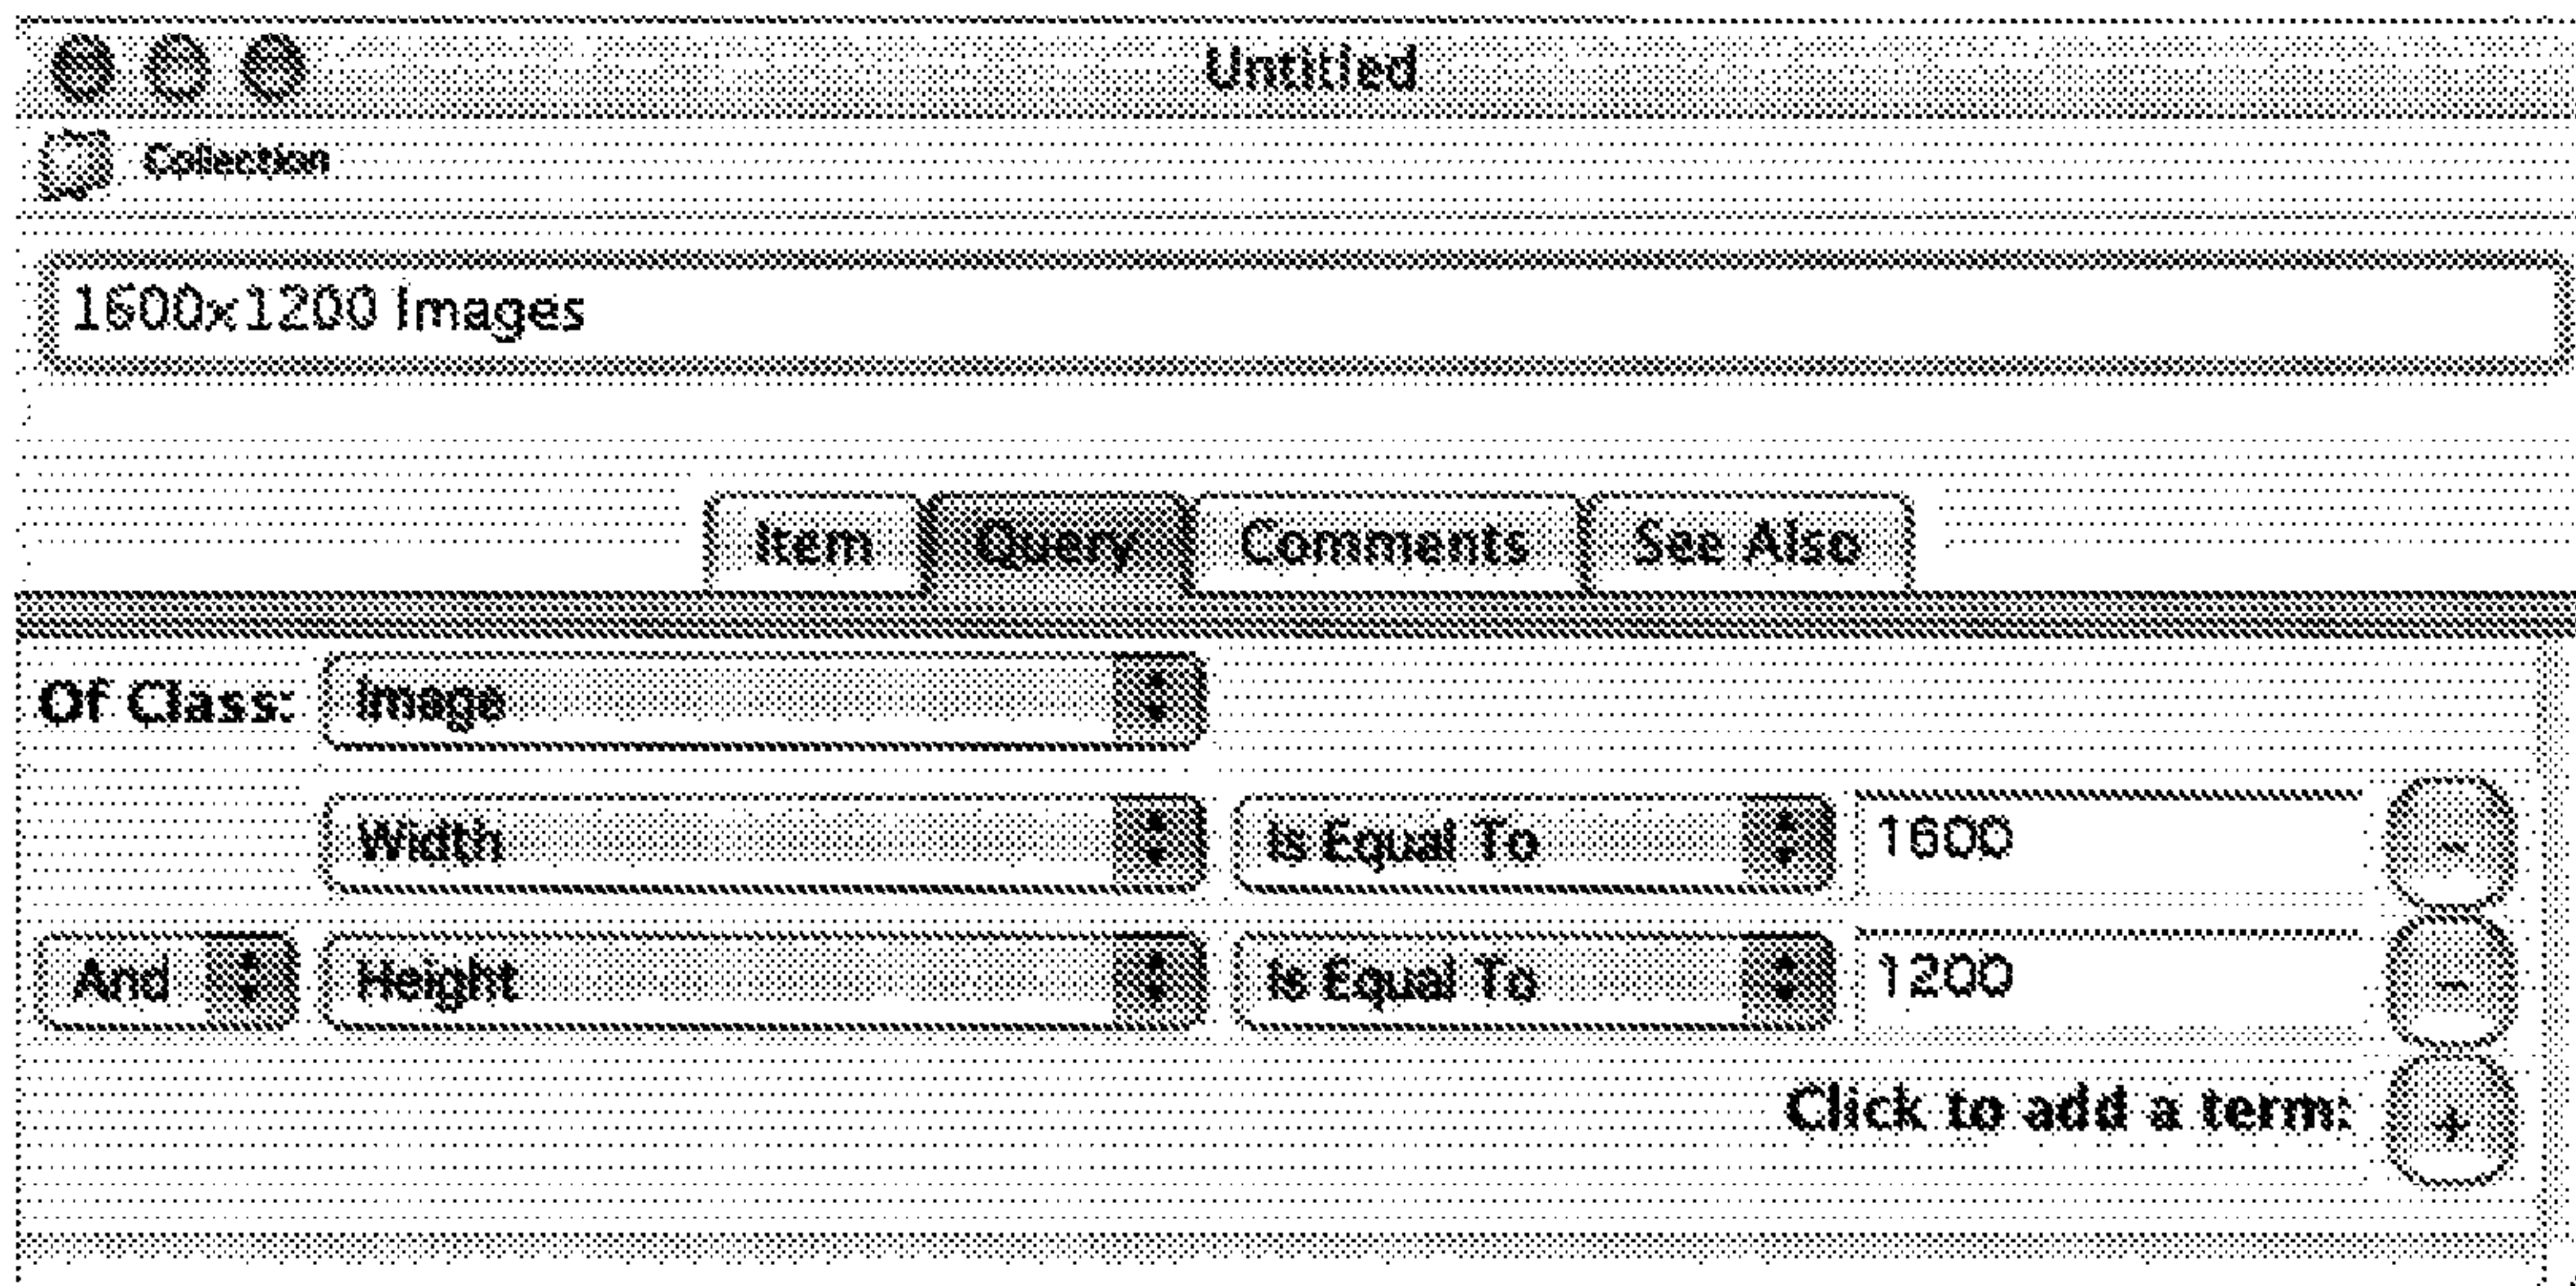 Untitled
Collection
1600x1200 Images
Item Query Comments See Also
Of Class: Image
Width Is Equal To 1600 -
And Height Is Equal To 1200 -
Click to add a term: +